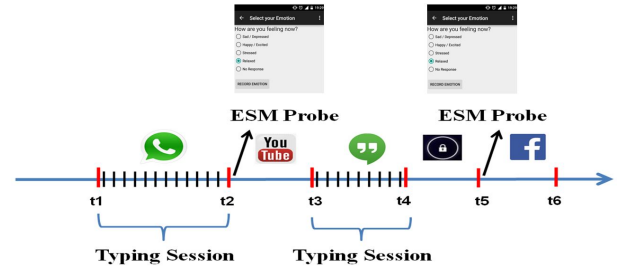 Select your Emotion
How are you feeling now?
Sad / Depressed
Happy / Excited
Stressed
Relaxed
No Response
RECORD EMOTION
Select your Emotion
How are you feeling now?
Sad / Depressed
Happy / Excited
Stressed
Relaxed
No Response
RECORD EMOTION
ESM Probe
ESM Probe
You
Tube
t1
t2
t3
t4
t5
t6
Typing Session
Typing Session